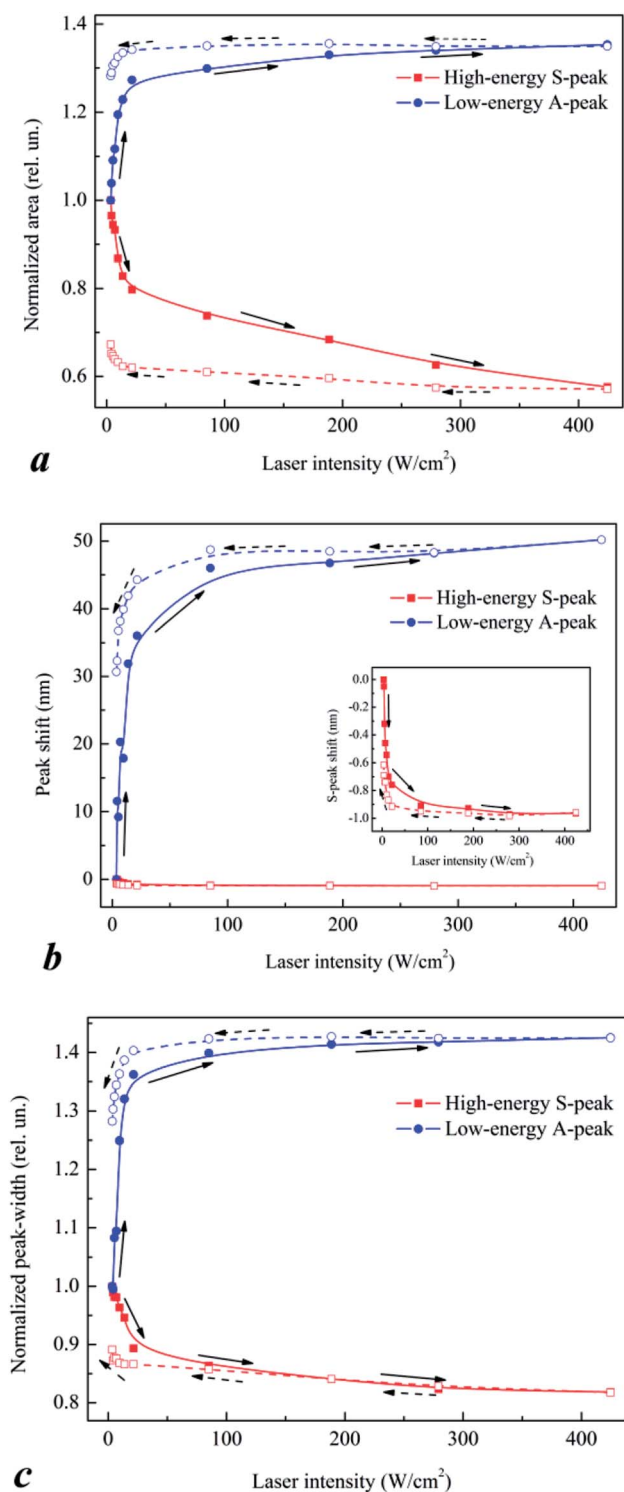 1.4
1.2
1.0
0.8
0.6
Normalized area (rel. un.)
High-energy S-peak
Low-energy A-peak
0 100 200 300 400
Laser intensity (W/cm²)
a
50
40
30
20
10
0
Peak shift (nm)
High-energy S-peak
Low-energy A-peak
0.0
-0.2
-0.4
-0.6
-0.8
-1.0
S-peak shift (nm)
0 100 200 300 400
Laser intensity (W/cm²)
0 100 200 300 400
Laser intensity (W/cm²)
b
1.4
1.3
1.2
1.1
1.0
0.9
0.8
Normalized peak-width (rel. un.)
High-energy S-peak
Low-energy A-peak
0 100 200 300 400
Laser intensity (W/cm²)
c